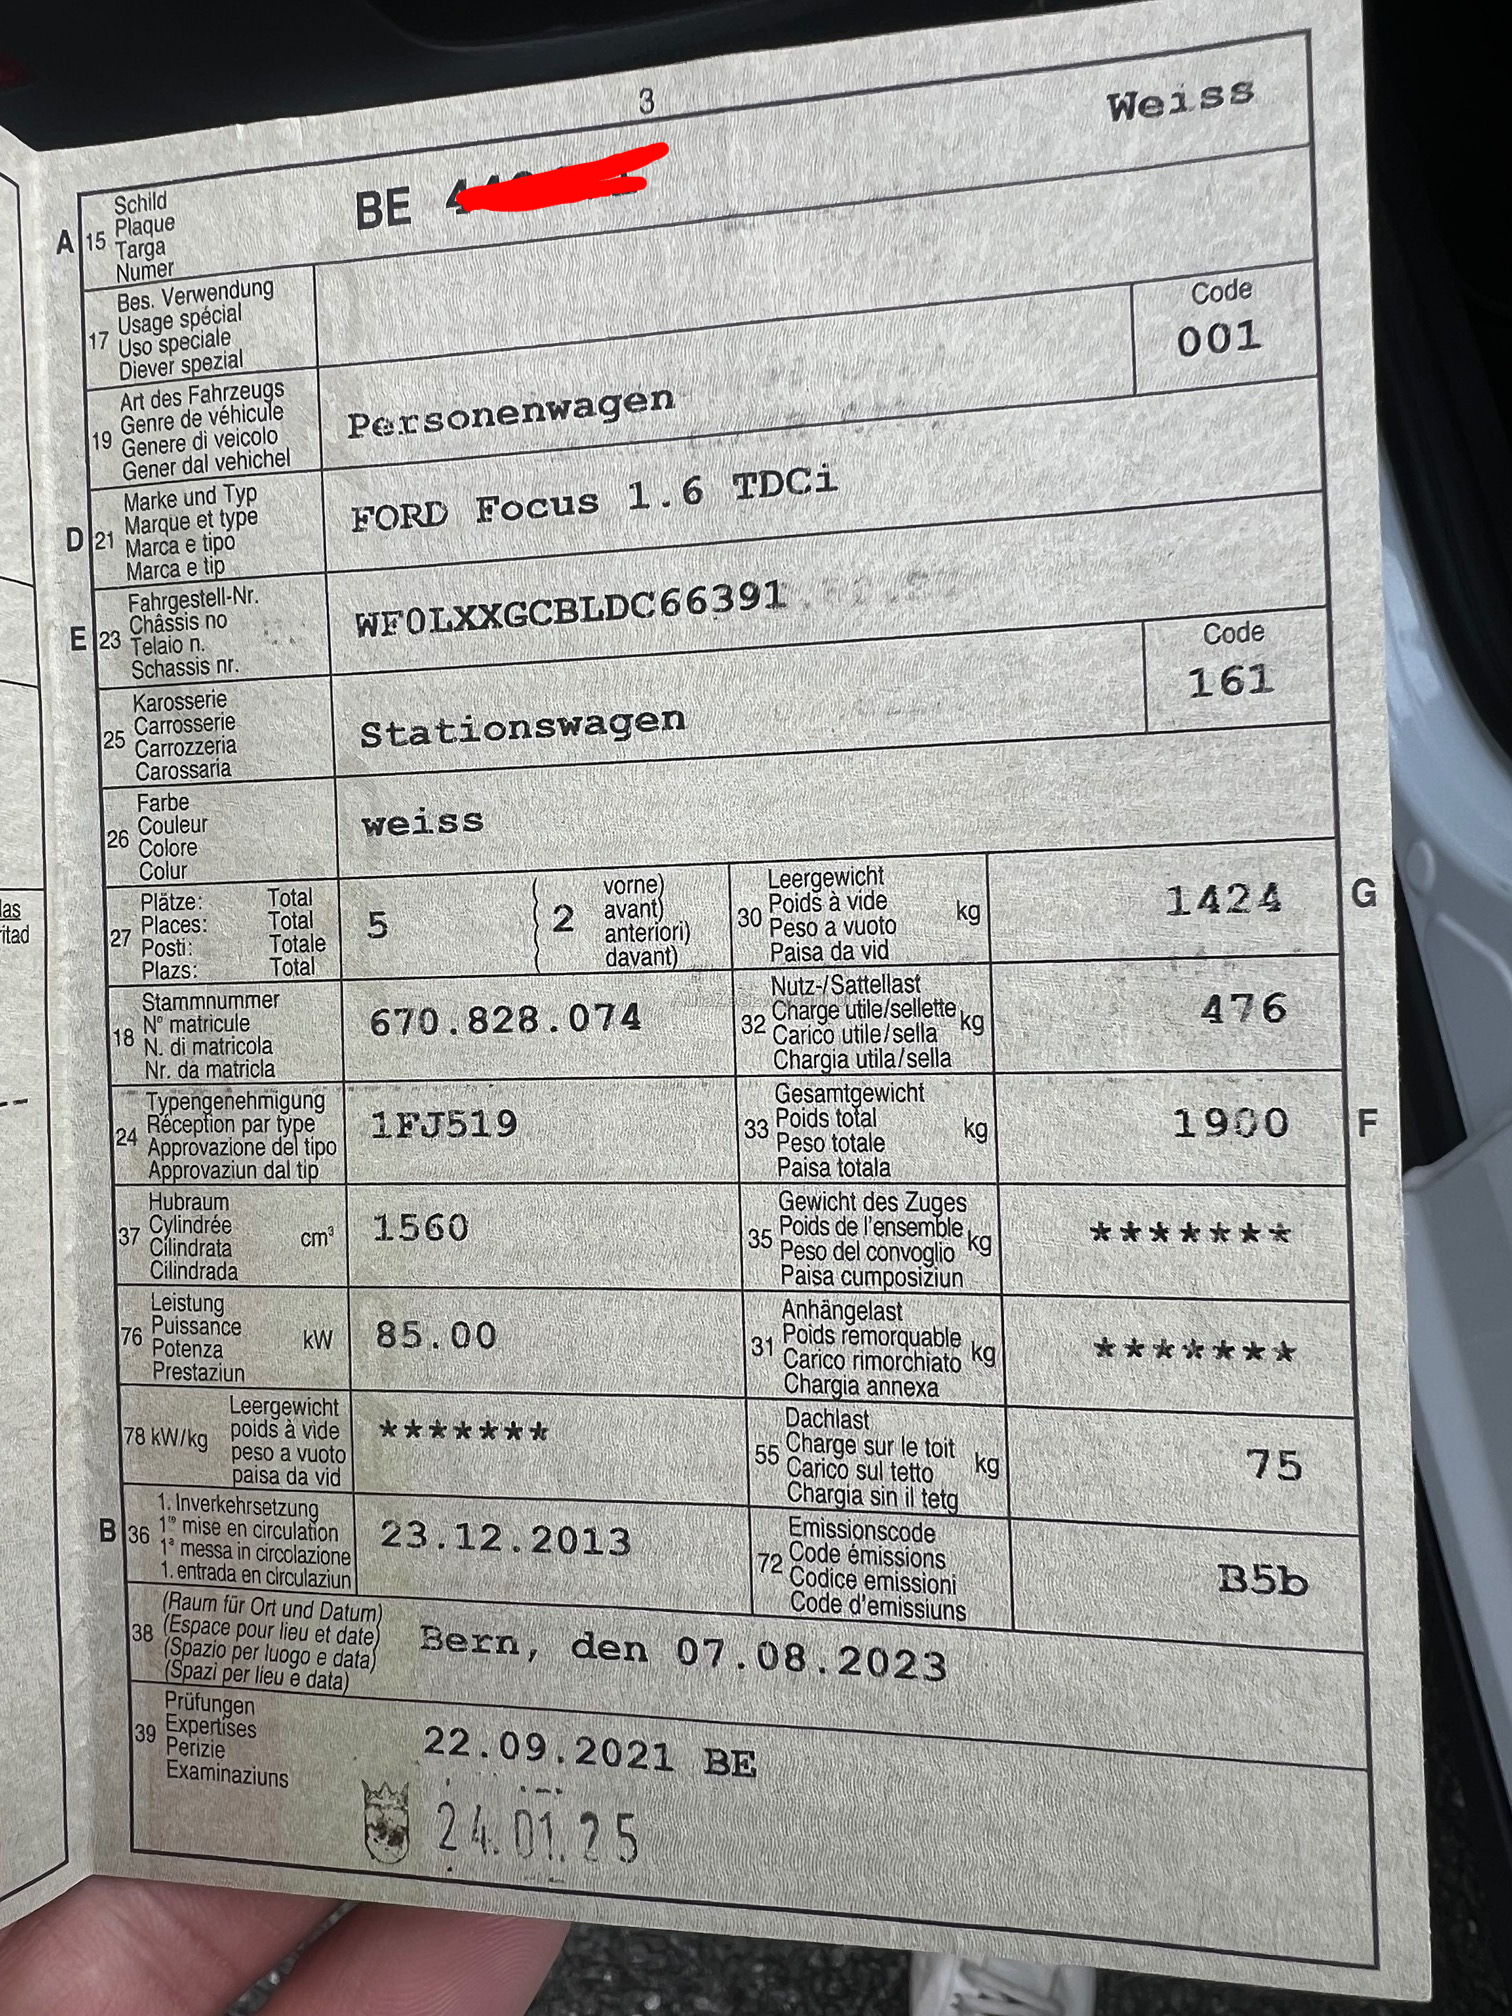 3
Weiss
A 15 Schild
Plaque
Targa
Numer
BE
17 Bes. Verwendung
Usage spécial
Uso speciale
Diever spezial
Code
001
19 Art des Fahrzeugs
Genre de véhicule
Genere di veicolo
Gener dal vehichel
Personenwagen
D 21 Marke und Typ
Marque et type
Marca e tipo
Marca e tip
FORD Focus 1.6 TDCi
E 23 Fahrgestell-Nr.
Châssis no
Telaio n.
Schassis nr.
WF0LXXGCBLDC66391
Code
161
25 Karosserie
Carrosserie
Carrozzeria
Carossaria
Stationswagen
26 Farbe
Couleur
Colore
Colur
weiss
27 Plätze: Total
Places: Total
Posti: Totale
Plazs: Total
5
2 vorne)
avant)
anteriori)
davant)
30 Leergewicht
Poids à vide
Peso a vuoto
Paisa da vid
kg
1424
G
18 Stammnummer
N° matricule
N. di matricola
Nr. da matricla
670.828.074
32 Nutz-/Sattellast
Charge utile/sellette
Carico utile/sella
Chargia utila/sella
kg
476
24 Typengenehmigung
Réception par type
Approvazione del tipo
Approvaziun dal tip
1FJ519
33 Gesamtgewicht
Poids total
Peso totale
Paisa totala
kg
1900
F
37 Hubraum
Cylindrée
Cilindrata
Cilindrada
cm³
1560
35 Gewicht des Zuges
Poids de l'ensemble
Peso del convoglio
Paisa cumposiziun
kg
*******
76 Leistung
Puissance
Potenza
Prestaziun
kW
85.00
31 Anhängelast
Poids remorquable
Carico rimorchiato
Chargia annexa
kg
*******
78 kW/kg Leergewicht
poids à vide
peso a vuoto
paisa da vid
*******
55 Dachlast
Charge sur le toit
Carico sul tetto
Chargia sin il tetg
kg
75
B 36 1. Inverkehrsetzung
1re mise en circulation
1a messa in circolazione
1. entrada en circulaziun
23.12.2013
72 Emissionscode
Code émissions
Codice emissioni
Code d'emissiuns
B5b
38 (Raum für Ort und Datum)
(Espace pour lieu et date)
(Spazio per luogo e data)
(Spazi per lieu e data)
Bern, den 07.08.2023
39 Prüfungen
Expertises
Perizie
Examinaziuns
22.09.2021 BE
24.01.25
las
ritad